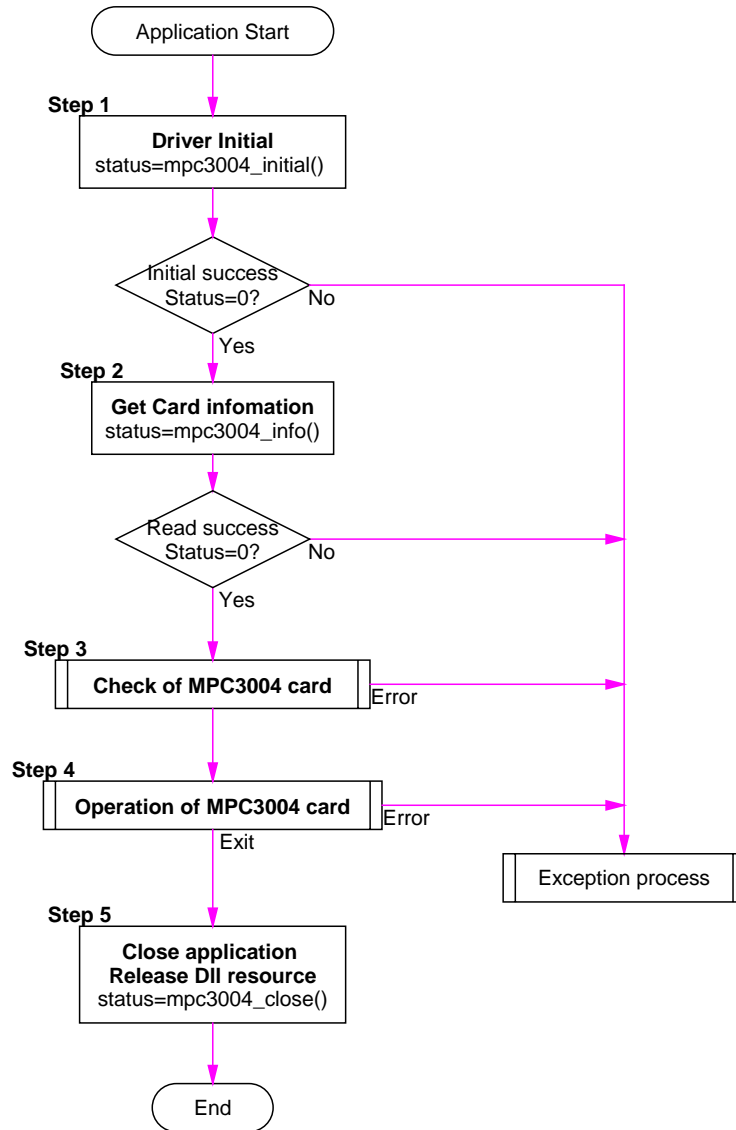 Application Start
Step 1
Driver Initial
status=mpc3004_initial()
Initial success
Status=0?
No
Yes
Step 2
Get Card infomation
status=mpc3004_info()
Read success
Status=0?
No
Yes
Step 3
Check of MPC3004 card
Error
Step 4
Operation of MPC3004 card
Error
Exit
Exception process
Step 5
Close application
Release Dll resource
status=mpc3004_close()
End